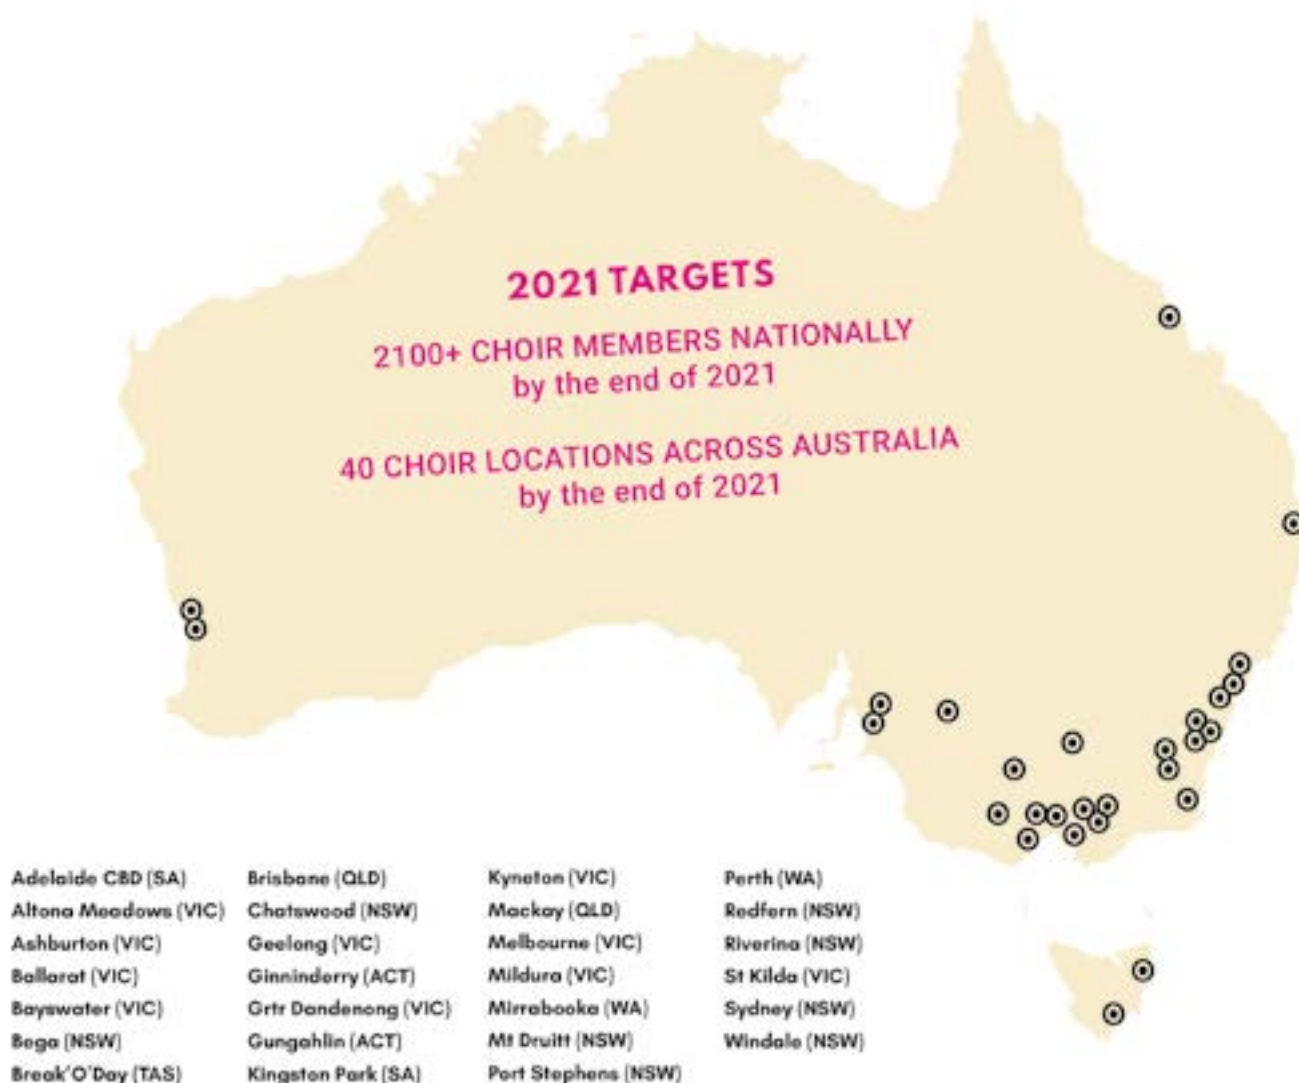 2021 TARGETS
2100+ CHOIR MEMBERS NATIONALLY
by the end of 2021
40 CHOIR LOCATIONS ACROSS AUSTRALIA
by the end of 2021
Adelaide CBD (SA)
Altona Meadows (VIC)
Ashburton (VIC)
Ballarat (VIC)
Bayswater (VIC)
Bega (NSW)
Break'O'Day (TAS)
Brisbane (QLD)
Chatswood (NSW)
Geelong (VIC)
Ginninderry (ACT)
Grtr Dandenong (VIC)
Gungahlin (ACT)
Kingston Park (SA)
Kyneton (VIC)
Mackay (QLD)
Melbourne (VIC)
Mildura (VIC)
Mirrabooka (WA)
Mt Druitt (NSW)
Port Stephens (NSW)
Perth (WA)
Redfern (NSW)
Riverina (NSW)
St Kilda (VIC)
Sydney (NSW)
Windale (NSW)